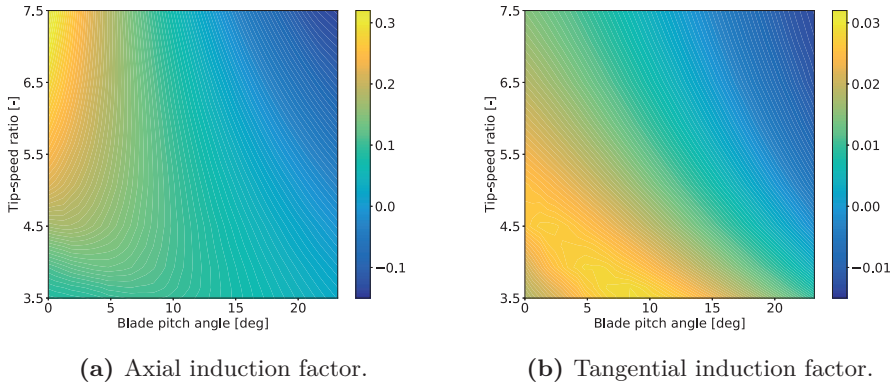 7.5
6.5
5.5
4.5
3.5
Tip-speed ratio [-]
0 5 10 15 20
Blade pitch angle [deg]
0.3
0.2
0.1
0.0
−0.1
(a) Axial induction factor.
7.5
6.5
5.5
4.5
3.5
Tip-speed ratio [-]
0 5 10 15 20
Blade pitch angle [deg]
0.03
0.02
0.01
0.00
−0.01
(b) Tangential induction factor.